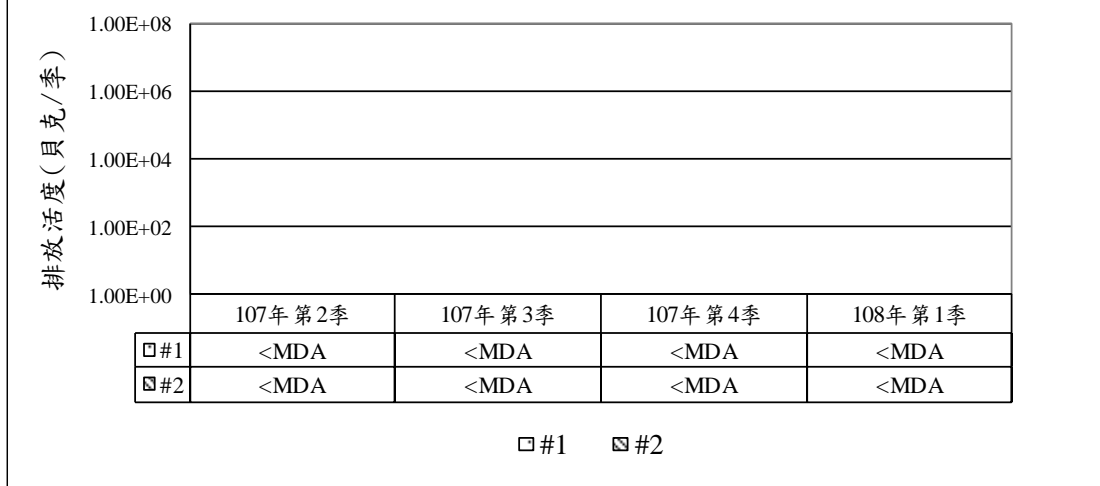 1.00E+08
1.00E+06
1.00E+04
1.00E+02
1.00E+00
排放活度(貝克/季)
107年第2季 107年第3季 107年第4季 108年第1季
#1 <MDA <MDA <MDA <MDA
#2 <MDA <MDA <MDA <MDA
#1 #2